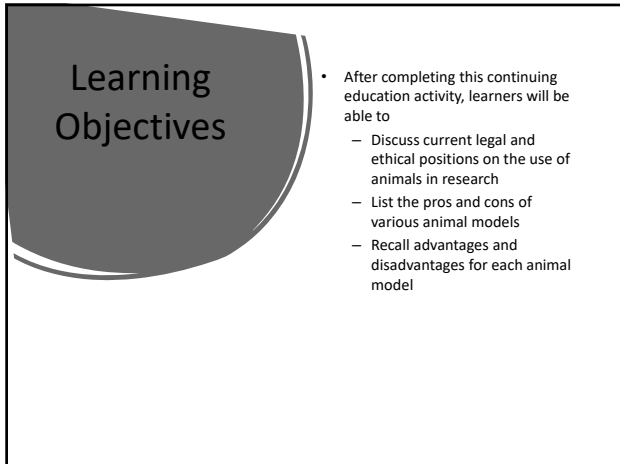 Learning
Objectives
• After completing this continuing
education activity, learners will be
able to
– Discuss current legal and
ethical positions on the use of
animals in research
– List the pros and cons of
various animal models
– Recall advantages and
disadvantages for each animal
model